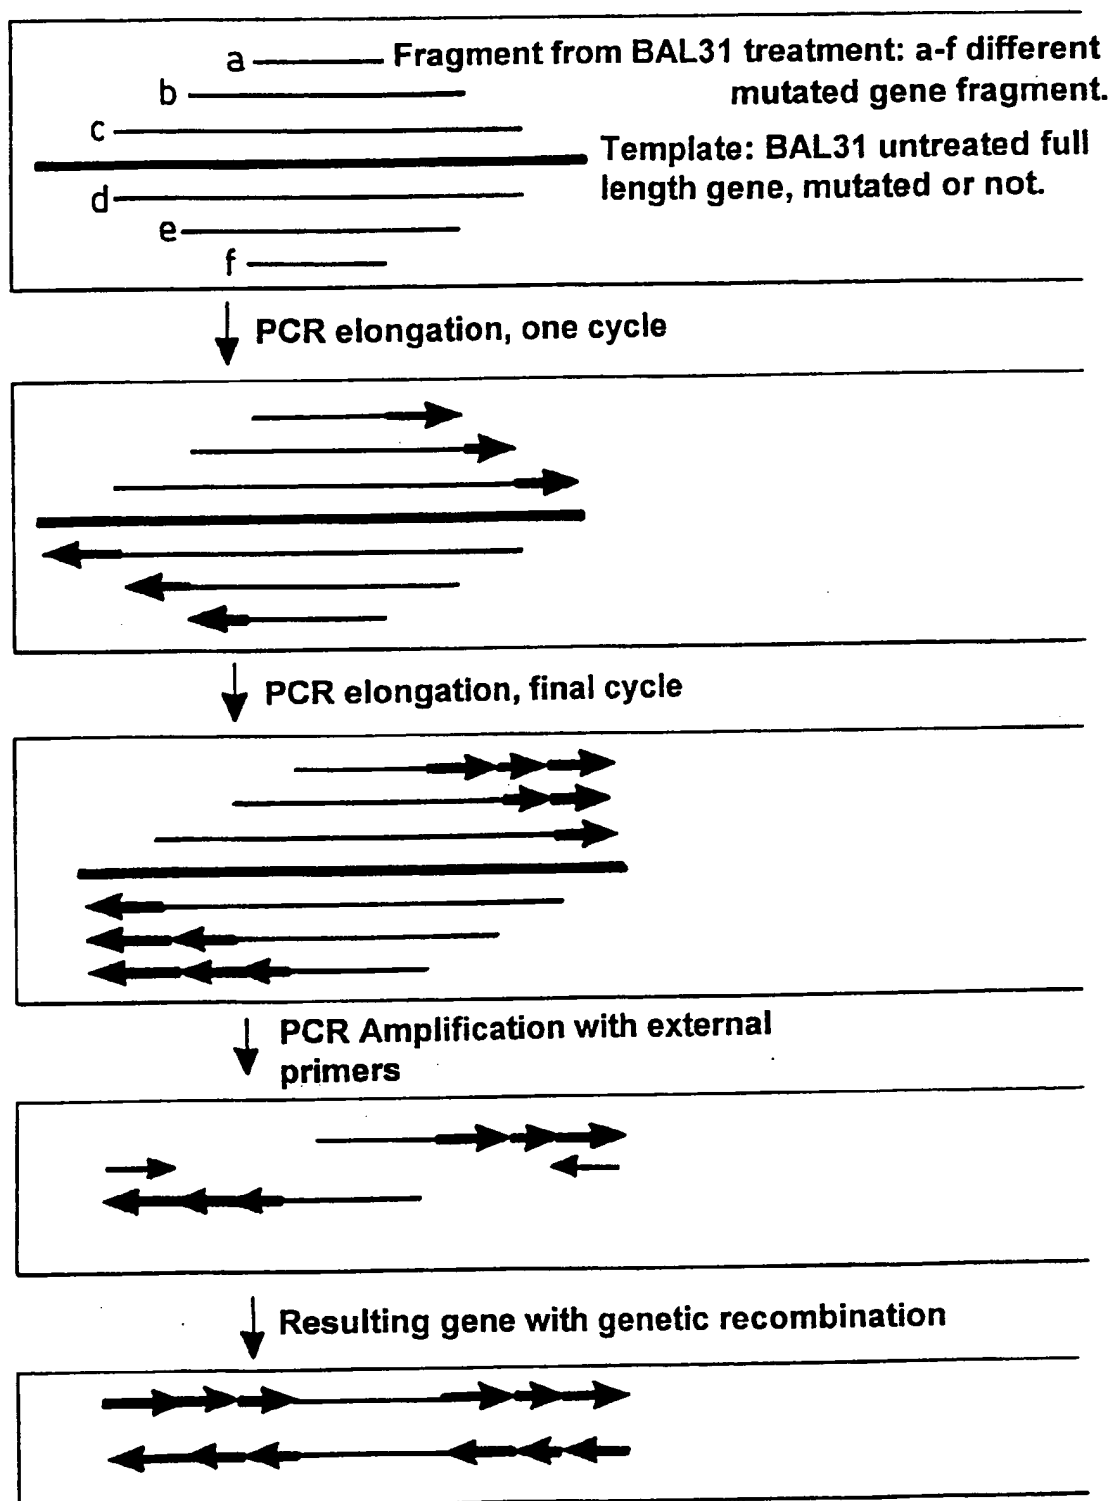 a Fragment from BAL31 treatment: a-f different
b mutated gene fragment.
c
Template: BAL31 untreated full
d length gene, mutated or not.
e
f
PCR elongation, one cycle
PCR elongation, final cycle
PCR Amplification with external
primers
Resulting gene with genetic recombination